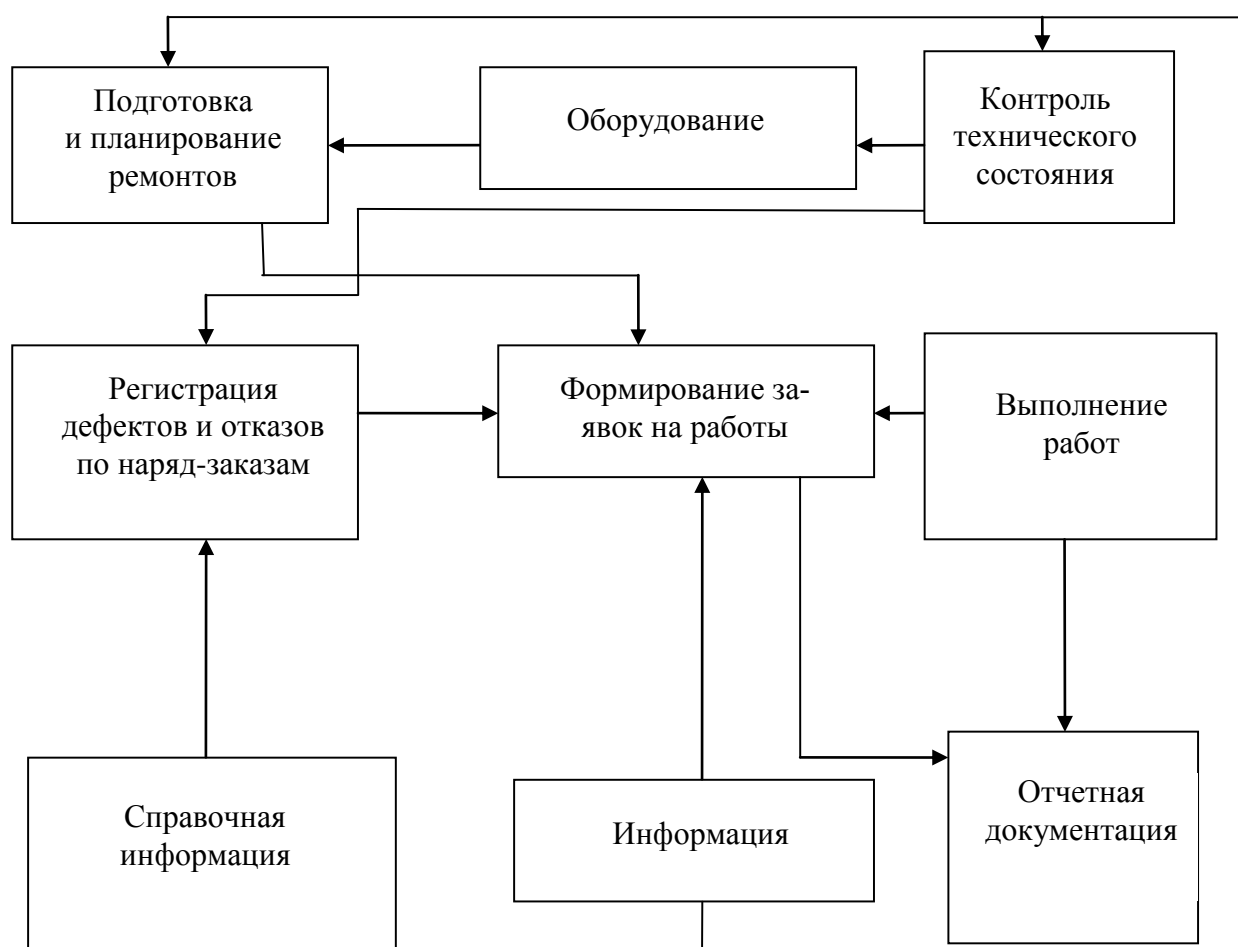 Подготовка
и планирование
ремонтов
Оборудование
Контроль
технического
состояния
Регистрация
дефектов и отказов
по наряд-заказам
Формирование за-
явок на работы
Выполнение
работ
Справочная
информация
Информация
Отчетная
документация